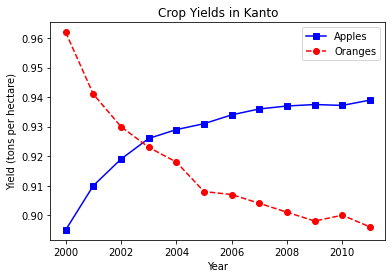 Crop Yields in Kanto
Apples
Oranges
Yield (tons per hectare)
0.96
0.95
0.94
0.93
0.92
0.91
0.90
2000
2002
2004
2006
2008
2010
Year